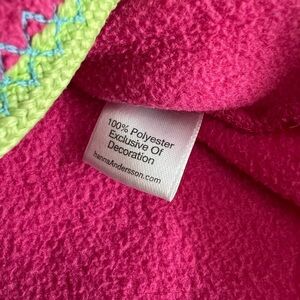 100% Polyester
Exclusive Of
Decoration
hannaAndersson.com